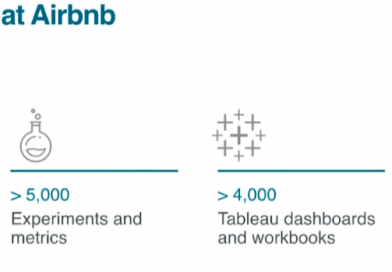 at Airbnb
> 5,000
Experiments and
metrics
> 4,000
Tableau dashboards
and workbooks